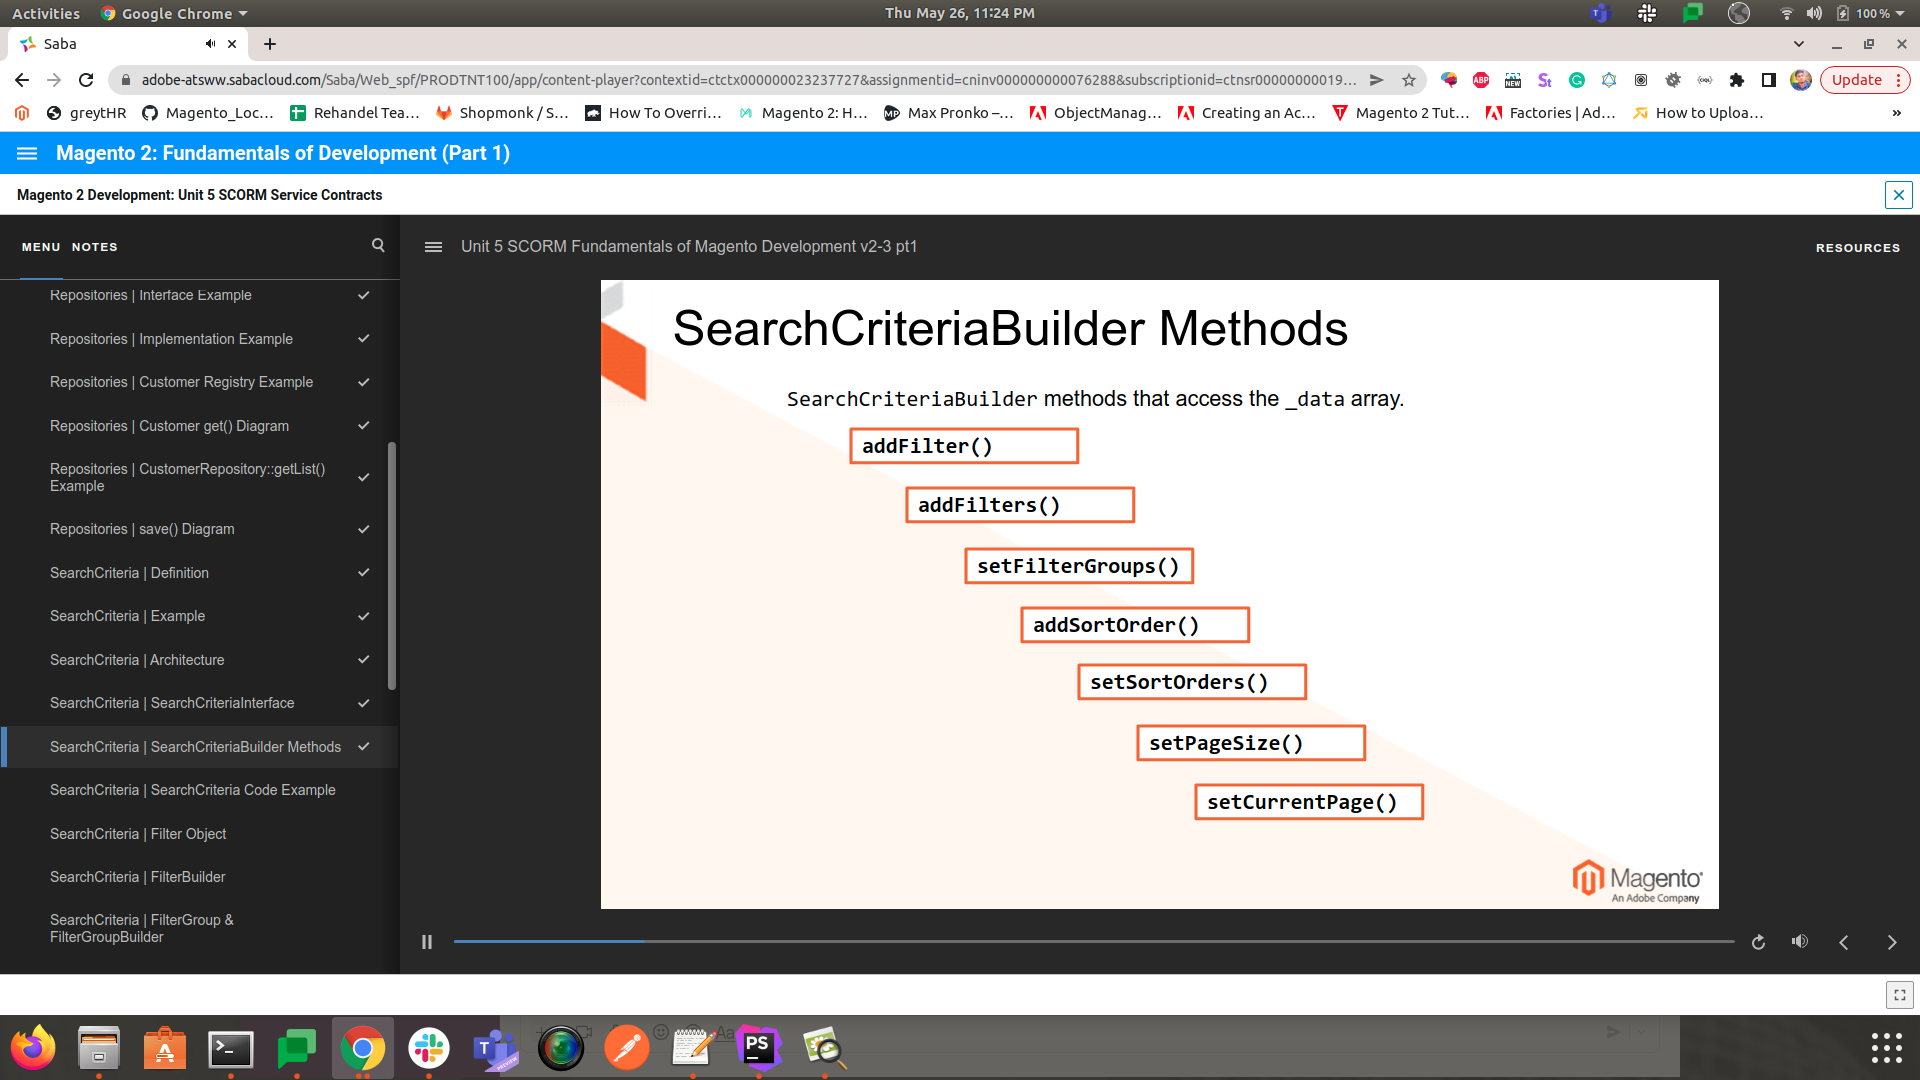 Activities Google Chrome Thu May 26, 11:24 PM 100 %
Saba
adobe-atsww.sabacloud.com/Saba/Web_spf/PRODTNT100/app/content-player?contextid=ctctx000000023237727&assignmentid=cninv000000000076288&subscriptionid=ctnsr00000000019... Update
greytHR Magento_Loc... Rehandel Tea... Shopmonk / S... How To Overri... Magento 2: H... Max Pronko –... ObjectManag... Creating an Ac... Magento 2 Tut... Factories | Ad... How to Uploa... »
Magento 2: Fundamentals of Development (Part 1)
Magento 2 Development: Unit 5 SCORM Service Contracts
MENU NOTES
Unit 5 SCORM Fundamentals of Magento Development v2-3 pt1
RESOURCES
Repositories | Interface Example
Repositories | Implementation Example
Repositories | Customer Registry Example
Repositories | Customer get() Diagram
Repositories | CustomerRepository::getList()
Example
Repositories | save() Diagram
SearchCriteria | Definition
SearchCriteria | Example
SearchCriteria | Architecture
SearchCriteria | SearchCriteriaInterface
SearchCriteria | SearchCriteriaBuilder Methods
SearchCriteria | SearchCriteria Code Example
SearchCriteria | Filter Object
SearchCriteria | FilterBuilder
SearchCriteria | FilterGroup &
FilterGroupBuilder
SearchCriteriaBuilder Methods
SearchCriteriaBuilder methods that access the _data array.
addFilter()
addFilters()
setFilterGroups()
addSortOrder()
setSortOrders()
setPageSize()
setCurrentPage()
Magento
An Adobe Company